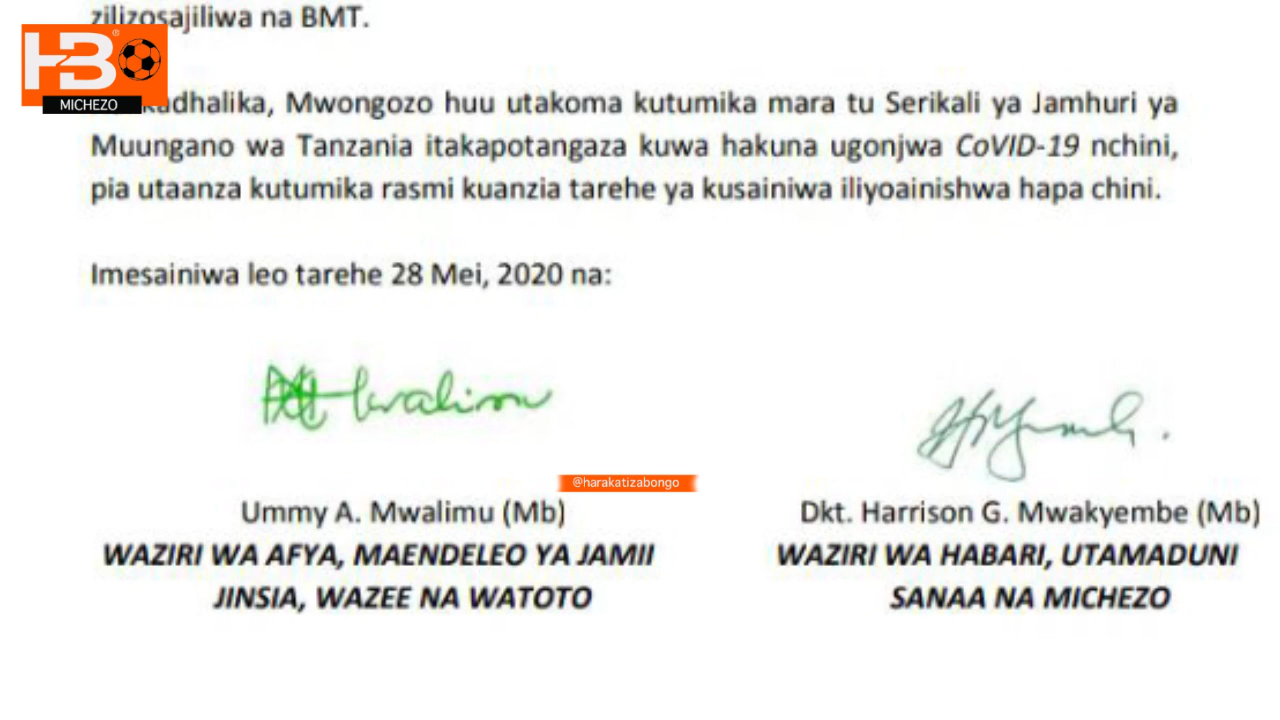 zilizosajiliwa na BMT.
HBO
MICHEZO
Mwongozo huu utakoma kutumika mara tu Serikali ya Jamhuri ya
Muungano wa Tanzania itakapotangaza kuwa hakuna ugonjwa CoVID-19 nchini,
pia utaanza kutumika rasmi kuanzia tarehe ya kusainiwa iliyoainishwa hapa chini.
Imesainiwa leo tarehe 28 Mei, 2020 na:
@harakatizabongo
Ummy A. Mwalimu (Mb)
WAZIRI WA AFYA, MAENDELEO YA JAMII
JINSIA, WAZEE NA WATOTO
Dkt. Harrison G. Mwakyembe (Mb)
WAZIRI WA HABARI, UTAMADUNI
SANAA NA MICHEZO